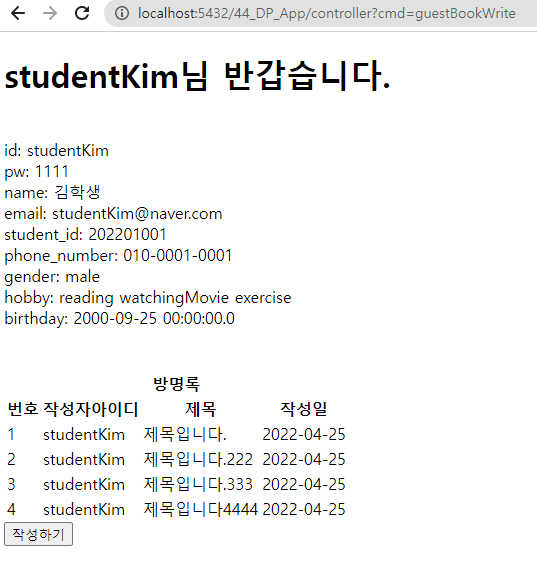 localhost:5432/44_DP_App/controller?cmd=guestBookWrite
studentKim님 반갑습니다.
id: studentKim
pw: 1111
name: 김학생
email: studentKim@naver.com
student_id: 202201001
phone_number: 010-0001-0001
gender: male
hobby: reading watchingMovie exercise
birthday: 2000-09-25 00:00:00.0
방명록
번호 작성자아이디 제목 작성일
1 studentKim 제목입니다. 2022-04-25
2 studentKim 제목입니다.222 2022-04-25
3 studentKim 제목입니다.333 2022-04-25
4 studentKim 제목입니다4444 2022-04-25
작성하기